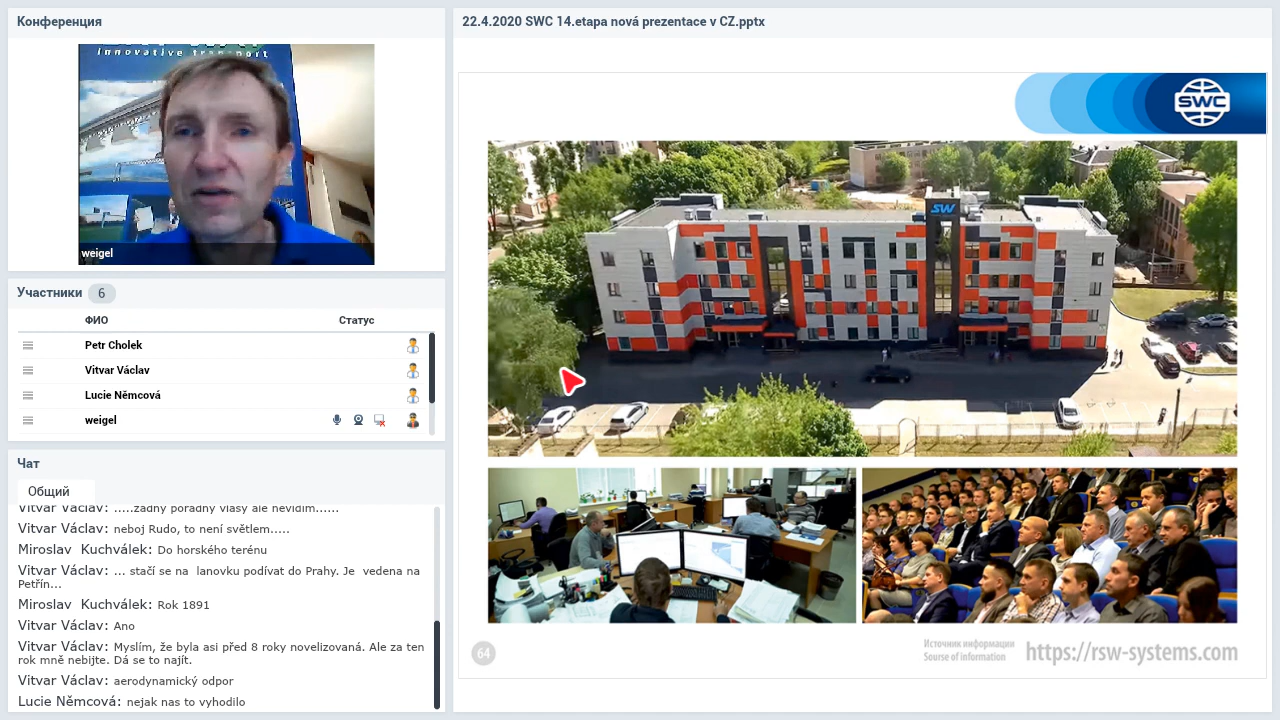 Конференция
innovative transport
weigel
Участники 6
ФИО Статус
Petr Cholek
Vitvar Václav
Lucie Němcová
weigel
Чат
Общий
Vitvar Václav: .....žádný pořádný vlasy ale nevidím......
Vitvar Václav: neboj Rudo, to není světlem.....
Miroslav Kuchválek: Do horského terénu
Vitvar Václav: ... stačí se na lanovku podívat do Prahy. Je vedena na
Petřín...
Miroslav Kuchválek: Rok 1891
Vitvar Václav: Ano
Vitvar Václav: Myslím, že byla asi před 8 roky novelizovaná. Ale za ten
rok mně nebijte. Dá se to najít.
Vitvar Václav: aerodynamický odpor
Lucie Němcová: nejak nas to vyhodilo
22.4.2020 SWC 14.etapa nová prezentace v CZ.pptx
SWC
SW
64
Источник информации
Sourse of information
https://rsw-systems.com